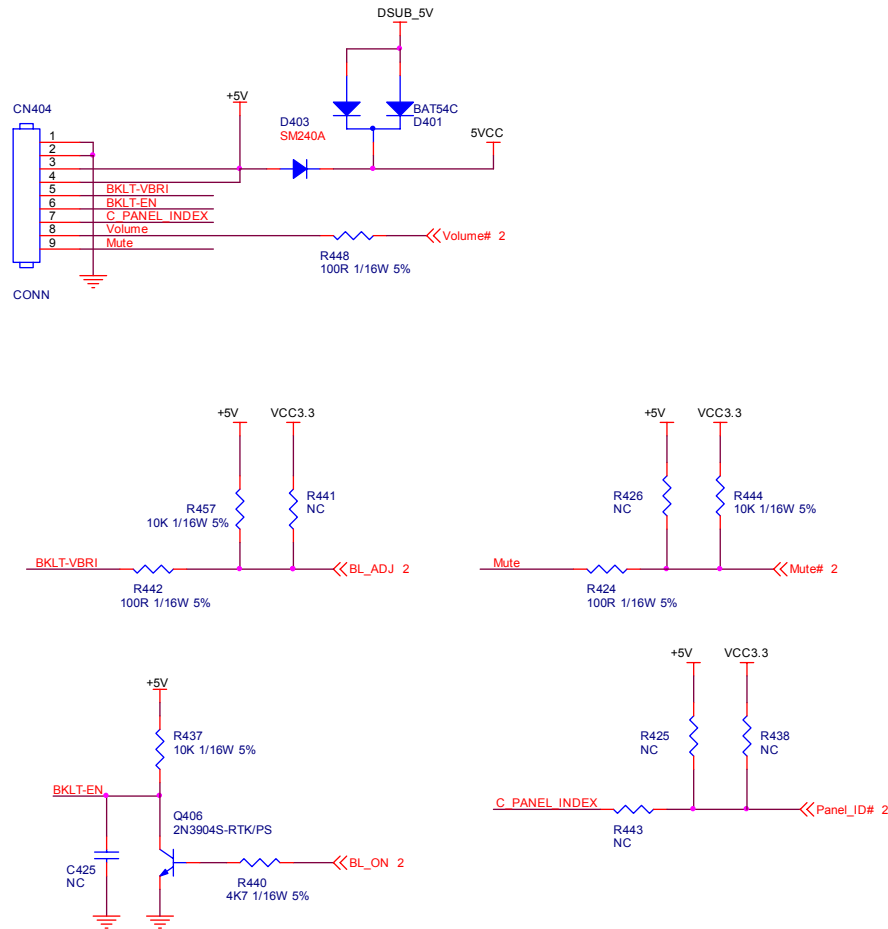 DSUB_5V
CN404
+5V
BAT54C
D401
D403
SM240A
5VCC
1
2
3
4
5 BKLT-VBRI
6 BKLT-EN
7 C_PANEL_INDEX
8 Volume
9 Mute
Volume# 2
R448
100R 1/16W 5%
CONN
+5V
VCC3.3
R457
10K 1/16W 5%
R441
NC
BKLT-VBRI
BL_ADJ 2
R442
100R 1/16W 5%
+5V
VCC3.3
R426
NC
R444
10K 1/16W 5%
Mute
Mute# 2
R424
100R 1/16W 5%
+5V
R437
10K 1/16W 5%
BKLT-EN
Q406
2N3904S-RTK/PS
C425
NC
BL_ON 2
R440
4K7 1/16W 5%
+5V
VCC3.3
R425
NC
R438
NC
C_PANEL_INDEX
Panel_ID# 2
R443
NC